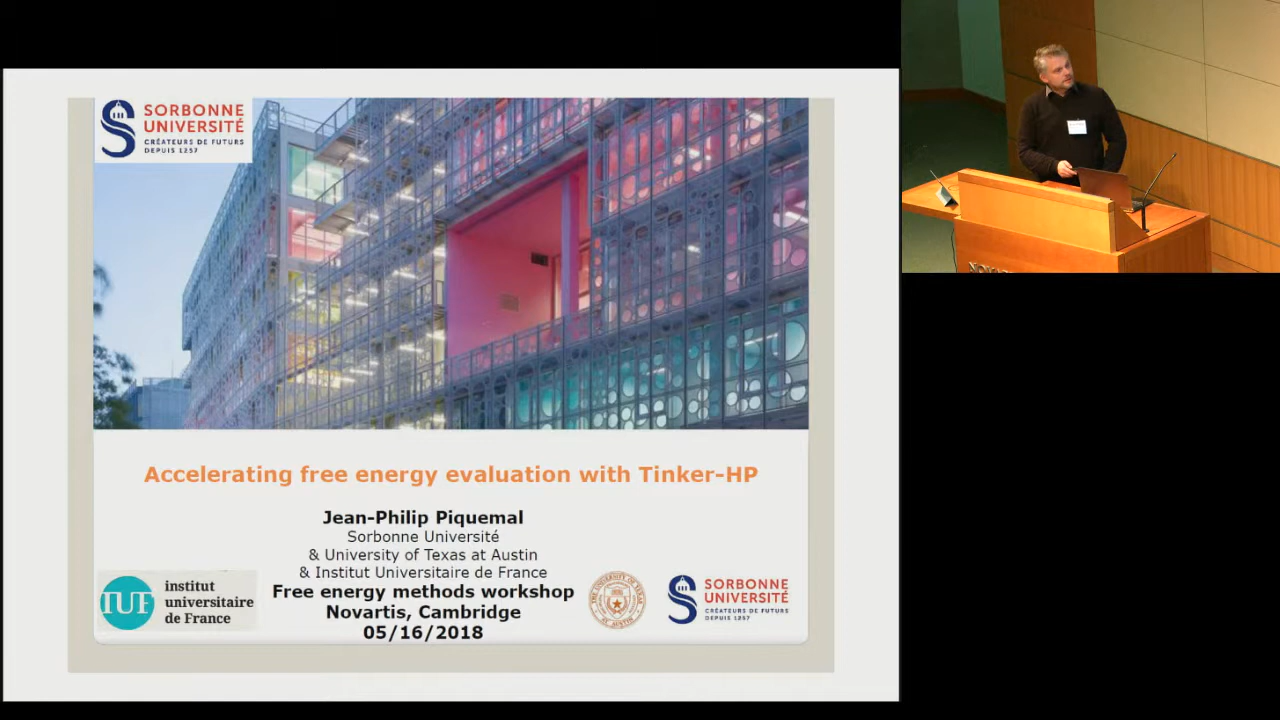 SORBONNE
UNIVERSITÉ
CRÉATEURS DE FUTURS
DEPUIS 1257
Accelerating free energy evaluation with Tinker-HP
Jean-Philip Piquemal
Sorbonne Université
& University of Texas at Austin
& Institut Universitaire de France
Free energy methods workshop
Novartis, Cambridge
05/16/2018
IUF
institut
universitaire
de France
SORBONNE
UNIVERSITÉ
CRÉATEURS DE FUTURS
DEPUIS 1257